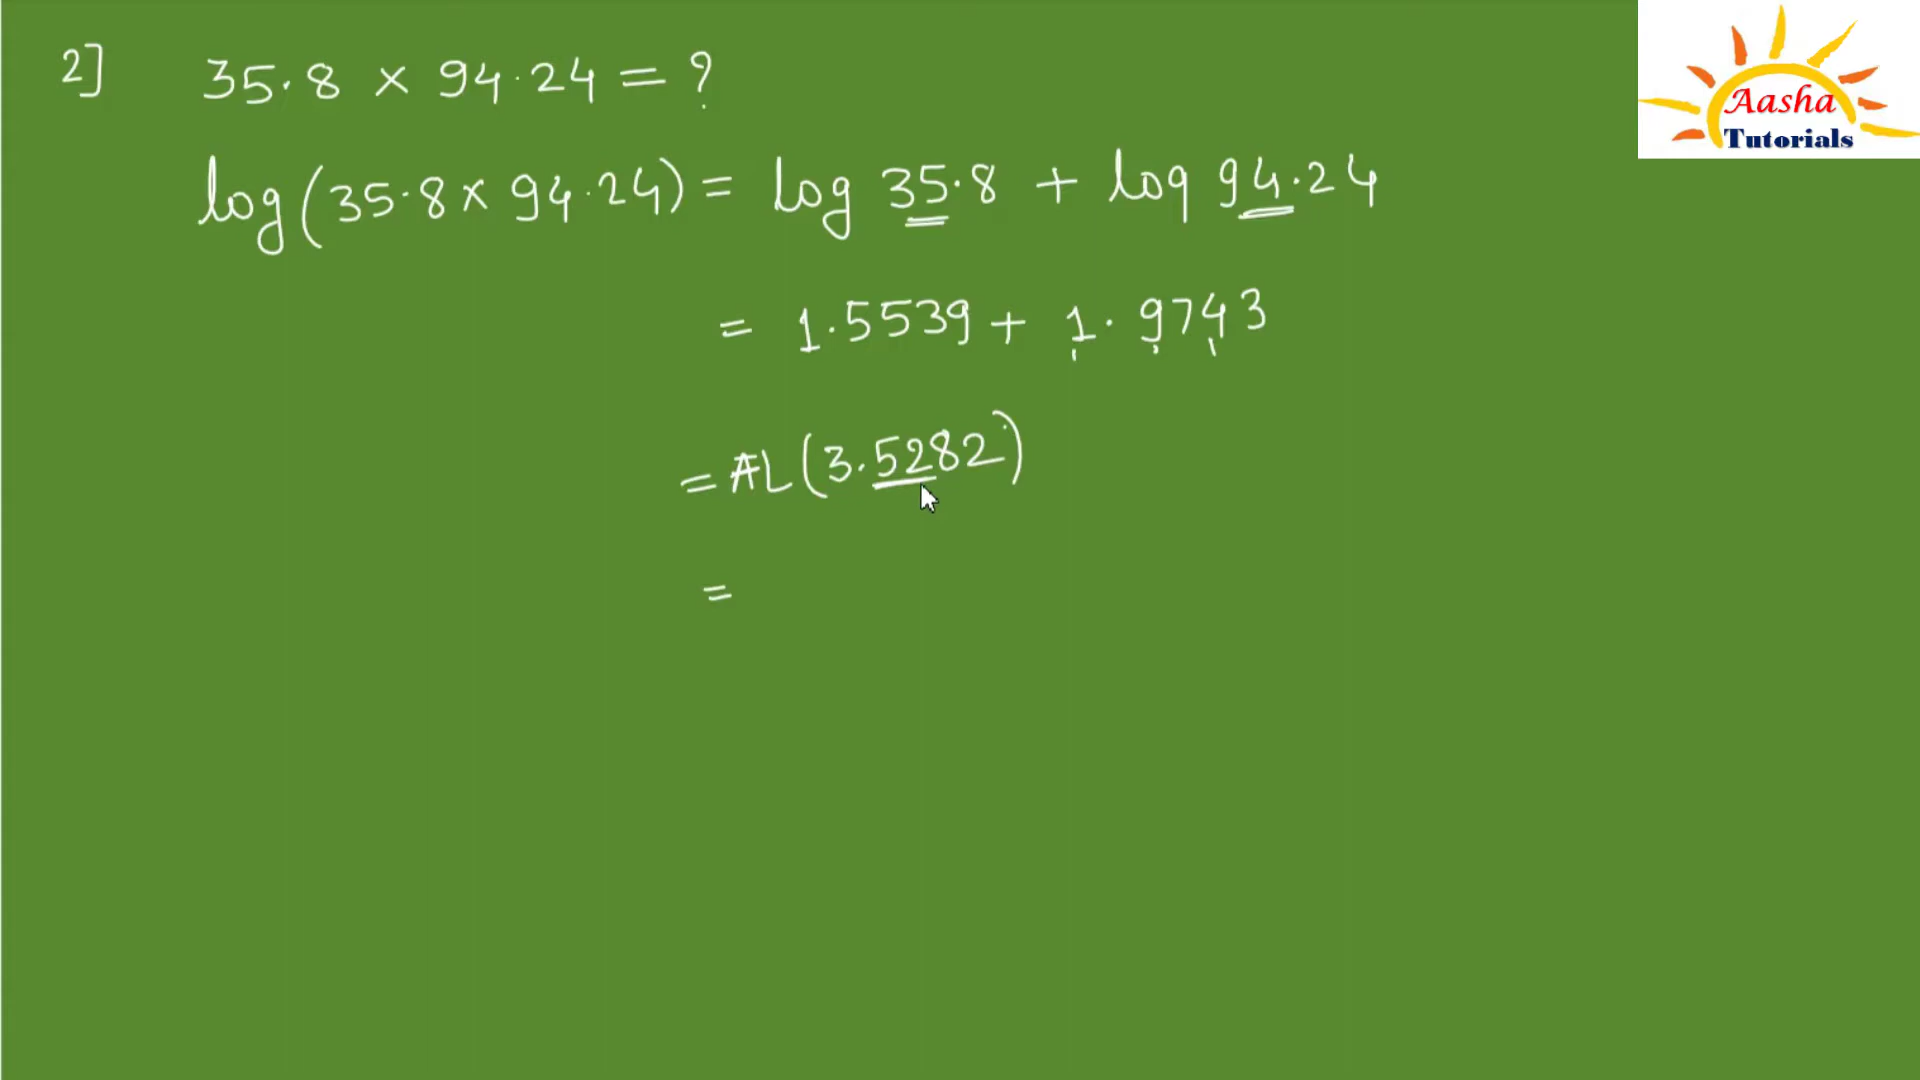 2] 35.8 × 94.24 = ?
Aasha
Tutorials
log(35.8 × 94.24) = log 35.8 + log 94.24
= 1.5539 + 1.9743
= AL(3.5282)
=